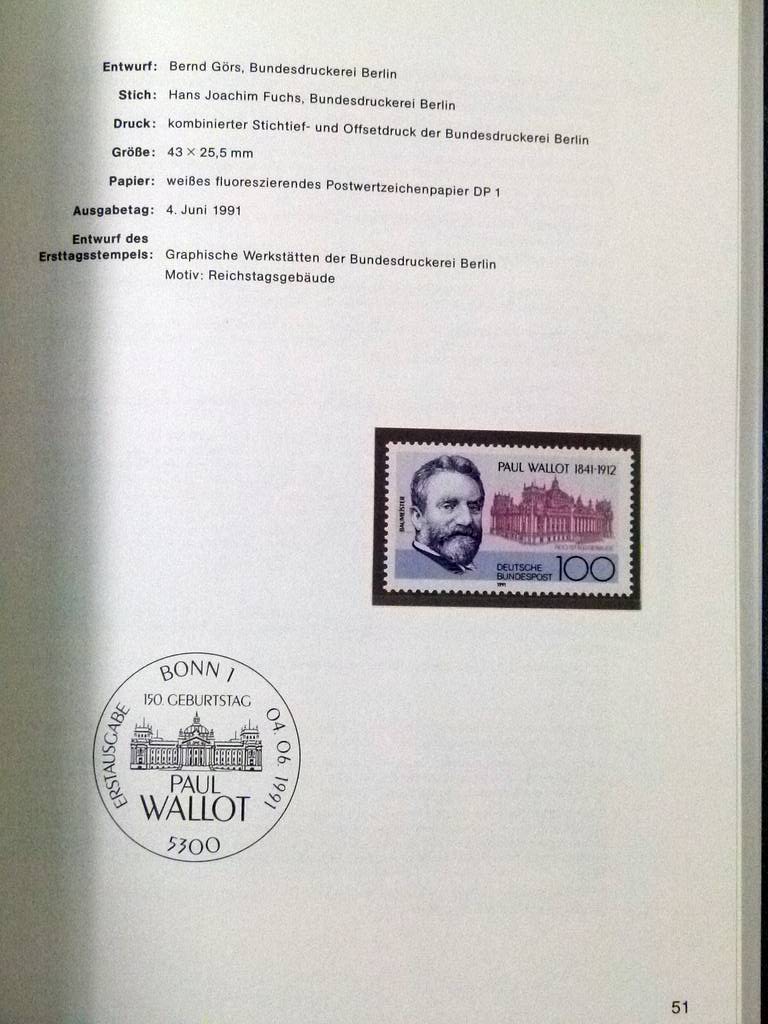 Entwurf: Bernd Görs, Bundesdruckerei Berlin
Stich: Hans Joachim Fuchs, Bundesdruckerei Berlin
Druck: kombinierter Stichtief- und Offsetdruck der Bundesdruckerei Berlin
Größe: 43 × 25,5 mm
Papier: weißes fluoreszierendes Postwertzeichenpapier DP 1
Ausgabetag: 4. Juni 1991
Entwurf des
Ersttagsstempels: Graphische Werkstätten der Bundesdruckerei Berlin
Motiv: Reichstagsgebäude
PAUL WALLOT 1841-1912
BAUMEISTER
REICHSTAGSGEBÄUDE
DEUTSCHE
BUNDESPOST 100
1991
BONN 1
150. GEBURTSTAG
ERSTAUSGABE
04.06.1991
PAUL
WALLOT
5300
51